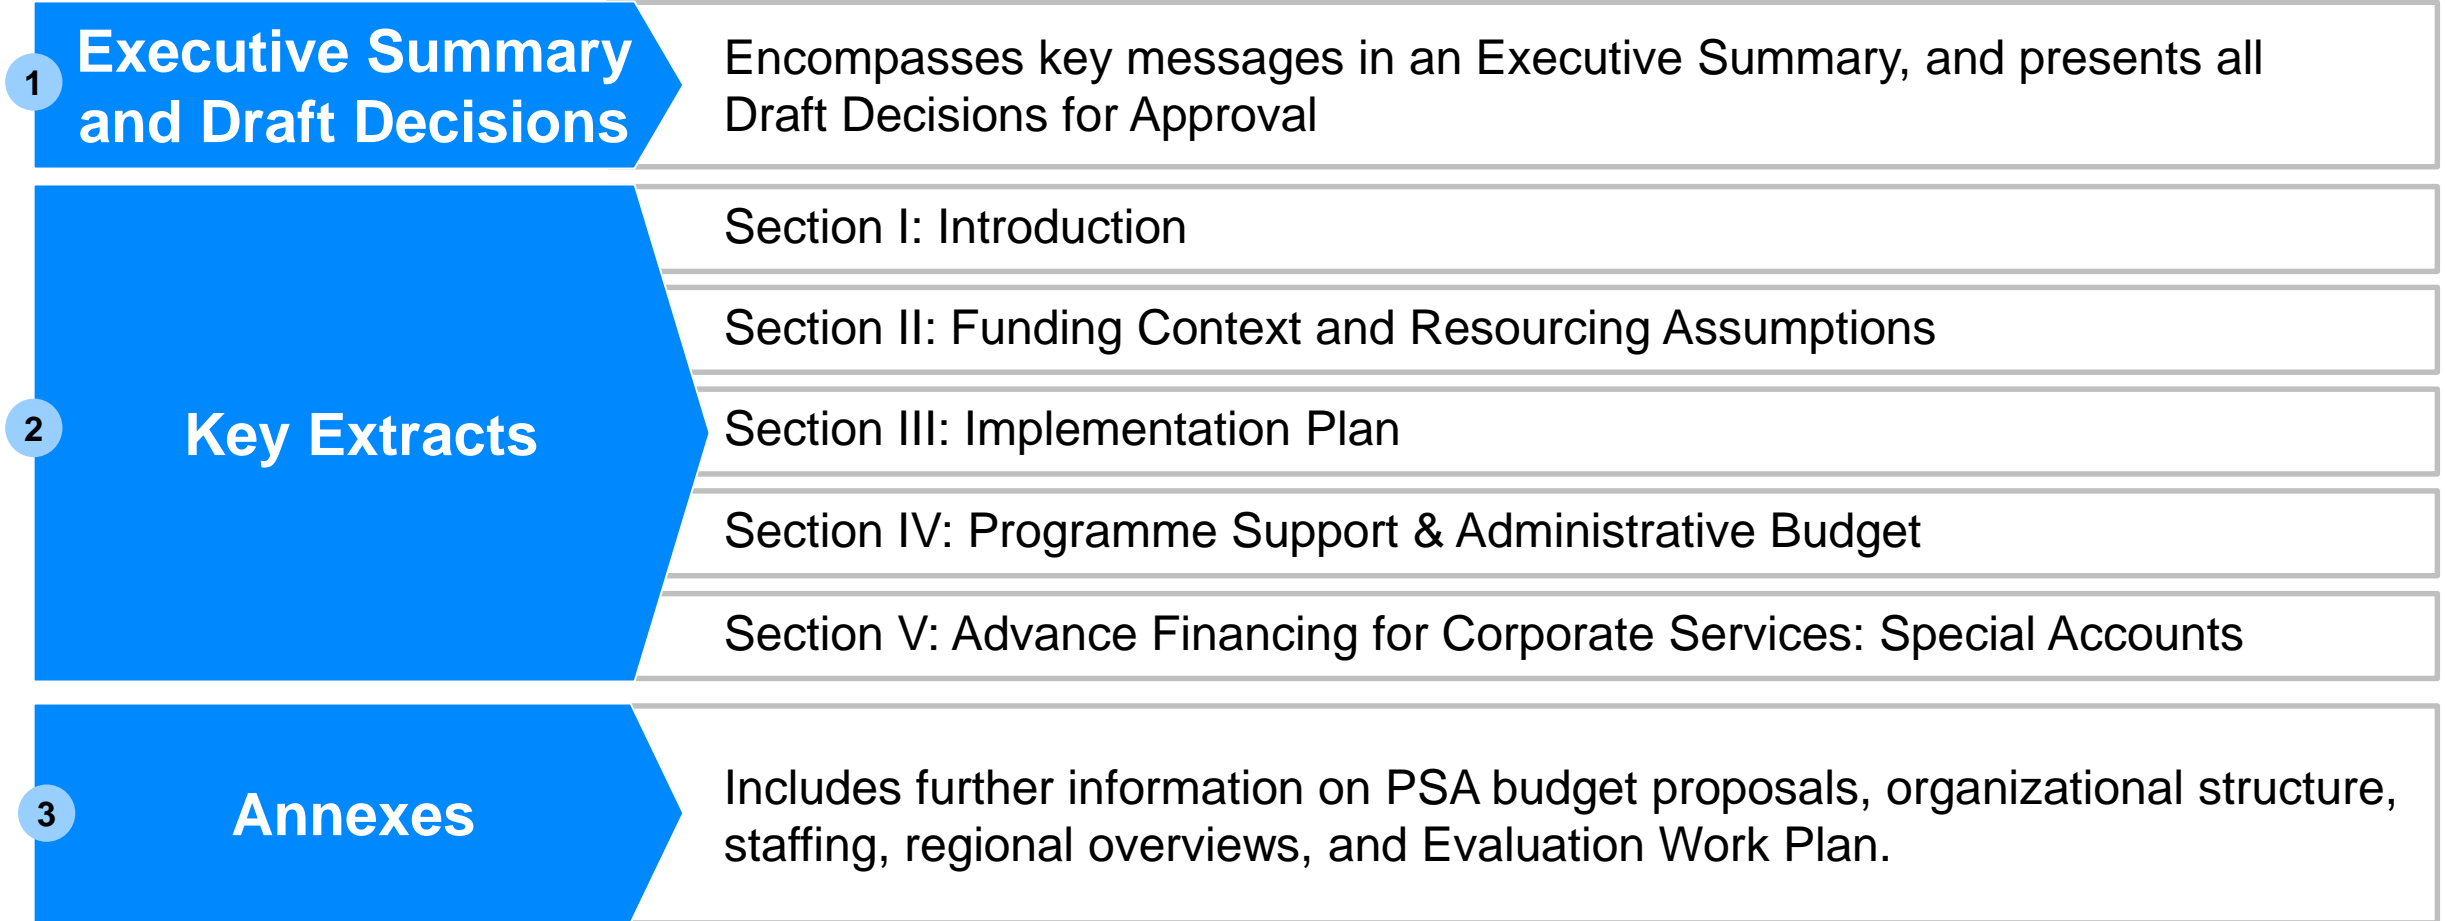 1
Executive Summary
and Draft Decisions
Encompasses key messages in an Executive Summary, and presents all
Draft Decisions for Approval
2
Key Extracts
Section I: Introduction
Section II: Funding Context and Resourcing Assumptions
Section III: Implementation Plan
Section IV: Programme Support & Administrative Budget
Section V: Advance Financing for Corporate Services: Special Accounts
3
Annexes
Includes further information on PSA budget proposals, organizational structure,
staffing, regional overviews, and Evaluation Work Plan.